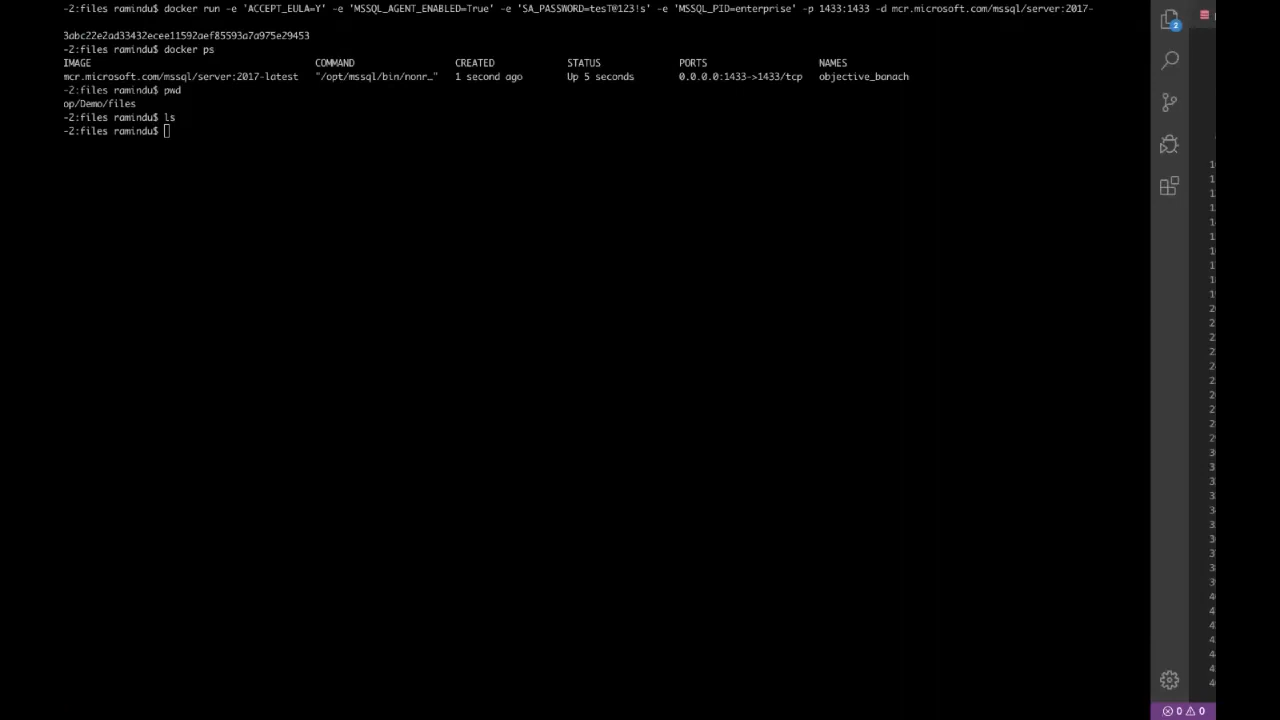 -2:files ramindu$ docker run -e 'ACCEPT_EULA=Y' -e 'MSSQL_AGENT_ENABLED=True' -e 'SA_PASSWORD=tesT@123!s' -e 'MSSQL_PID=enterprise' -p 1433:1433 -d mcr.microsoft.com/mssql/server:2017-
3abc22e2ad33432ecee11592aef85593a7a975e29453
-2:files ramindu$ docker ps
IMAGE COMMAND CREATED STATUS PORTS NAMES
mcr.microsoft.com/mssql/server:2017-latest "/opt/mssql/bin/nonr…" 1 second ago Up 5 seconds 0.0.0.0:1433->1433/tcp objective_banach
-2:files ramindu$ pwd
op/Demo/files
-2:files ramindu$ ls
-2:files ramindu$
2
0 0